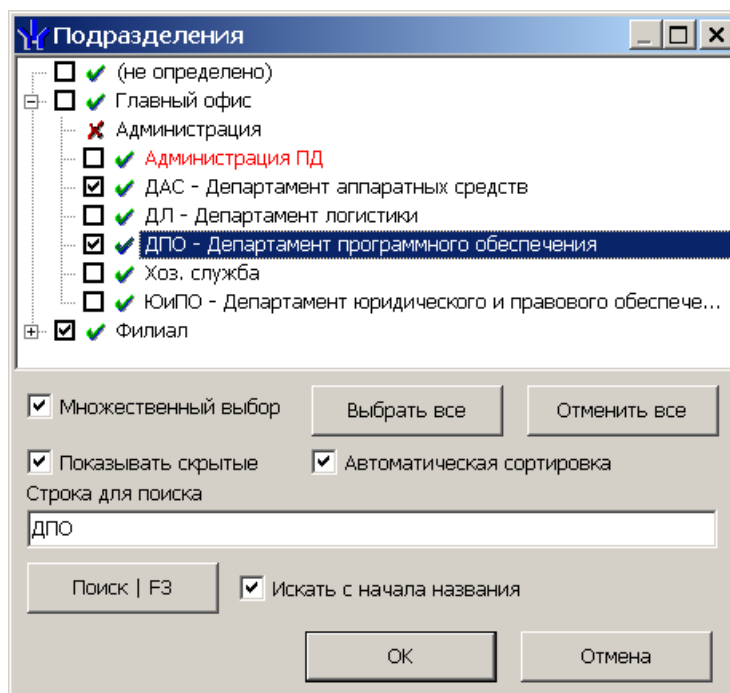 Подразделения
(не определено)
Главный офис
Администрация
Администрация ПД
ДАС - Департамент аппаратных средств
ДЛ - Департамент логистики
ДПО - Департамент программного обеспечения
Хоз. служба
ЮиПО - Департамент юридического и правового обеспече...
Филиал
Множественный выбор
Выбрать все
Отменить все
Показывать скрытые
Автоматическая сортировка
Строка для поиска
ДПО
Поиск | F3
Искать с начала названия
OK
Отмена